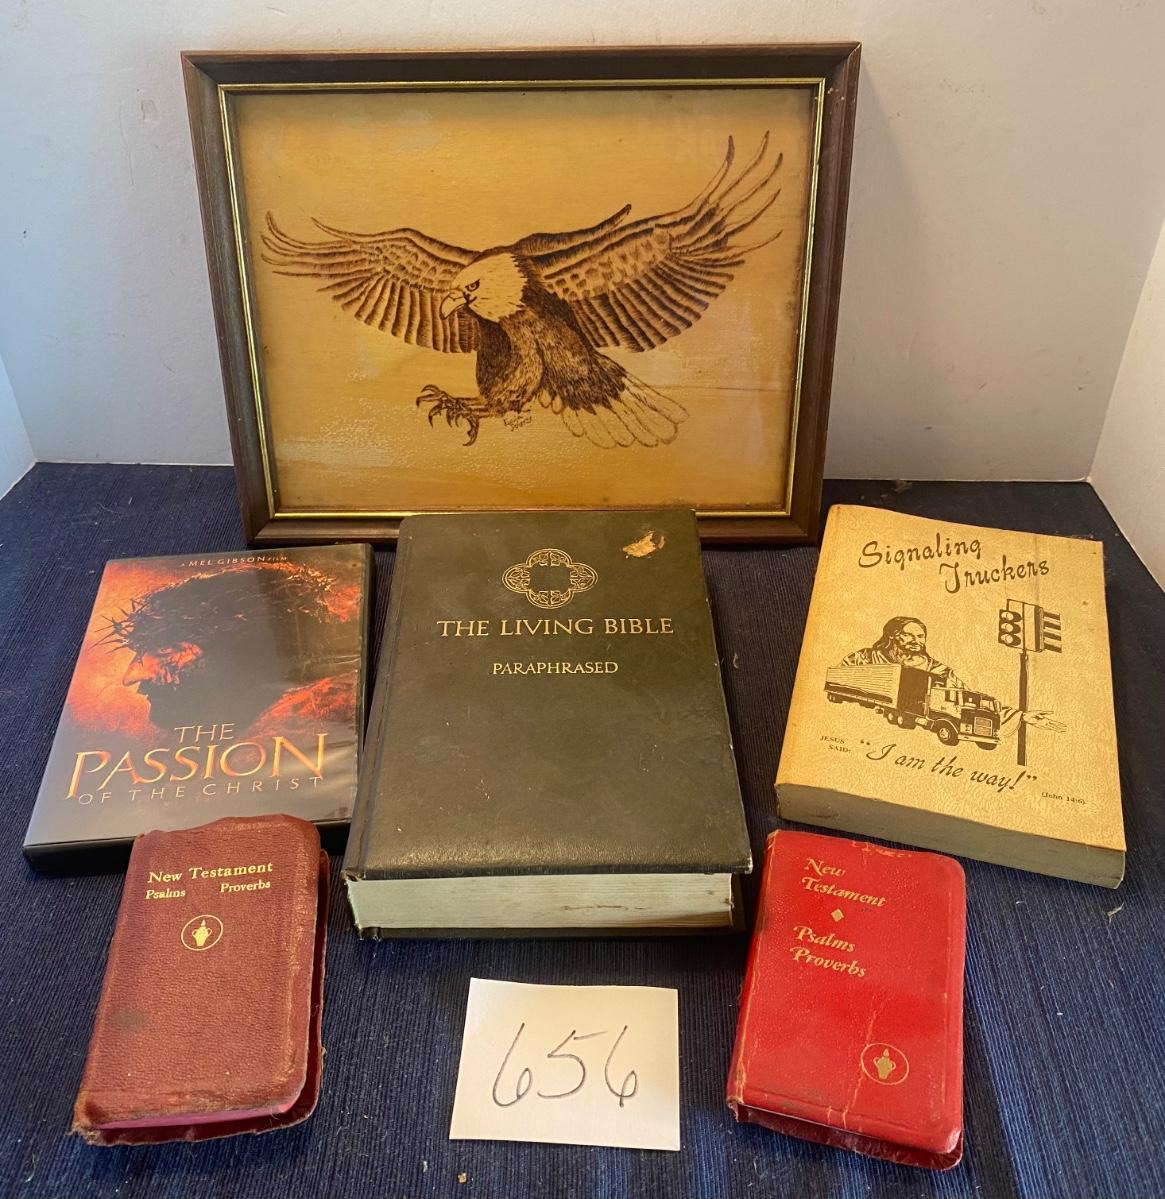 A MEL GIBSON FILM
THE
PASSION
OF THE CHRIST
THE LIVING BIBLE
PARAPHRASED
Signaling
Truckers
JESUS
SAID:
"I am the way!"
(John 14:6)
New Testament
Psalms Proverbs
New
Testament
Psalms
Proverbs
656